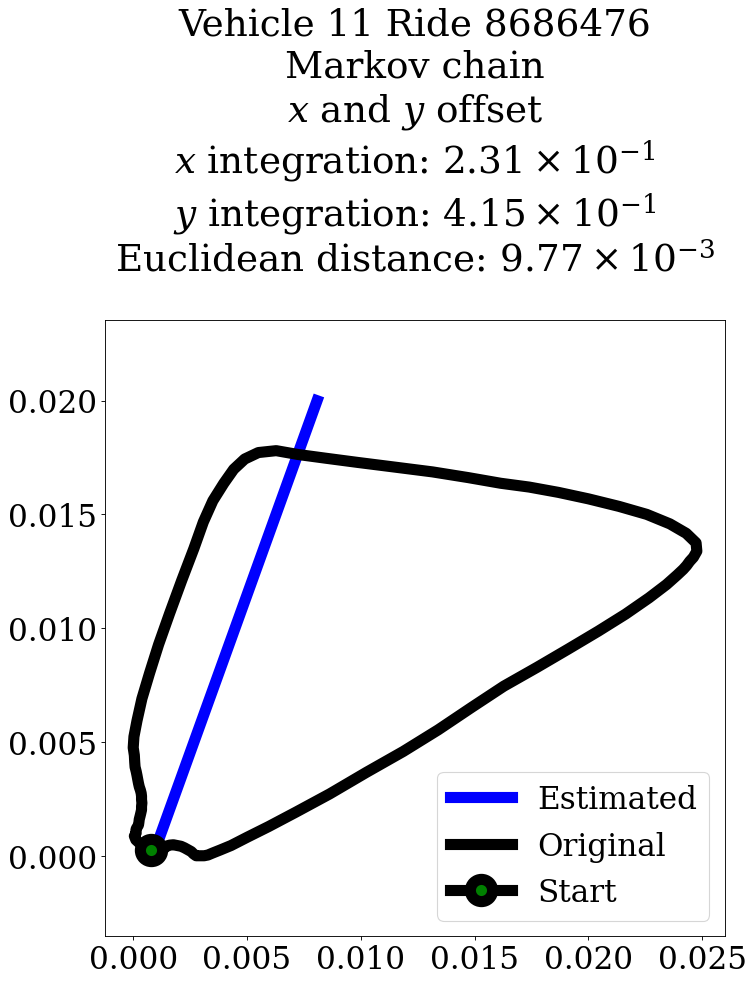 Vehicle 11 Ride 8686476
Markov chain
x and y offset
x integration: 2.31 × 10⁻¹
y integration: 4.15 × 10⁻¹
Euclidean distance: 9.77 × 10⁻³
0.020
0.015
0.010
0.005
0.000
Estimated
Original
Start
0.000 0.005 0.010 0.015 0.020 0.025